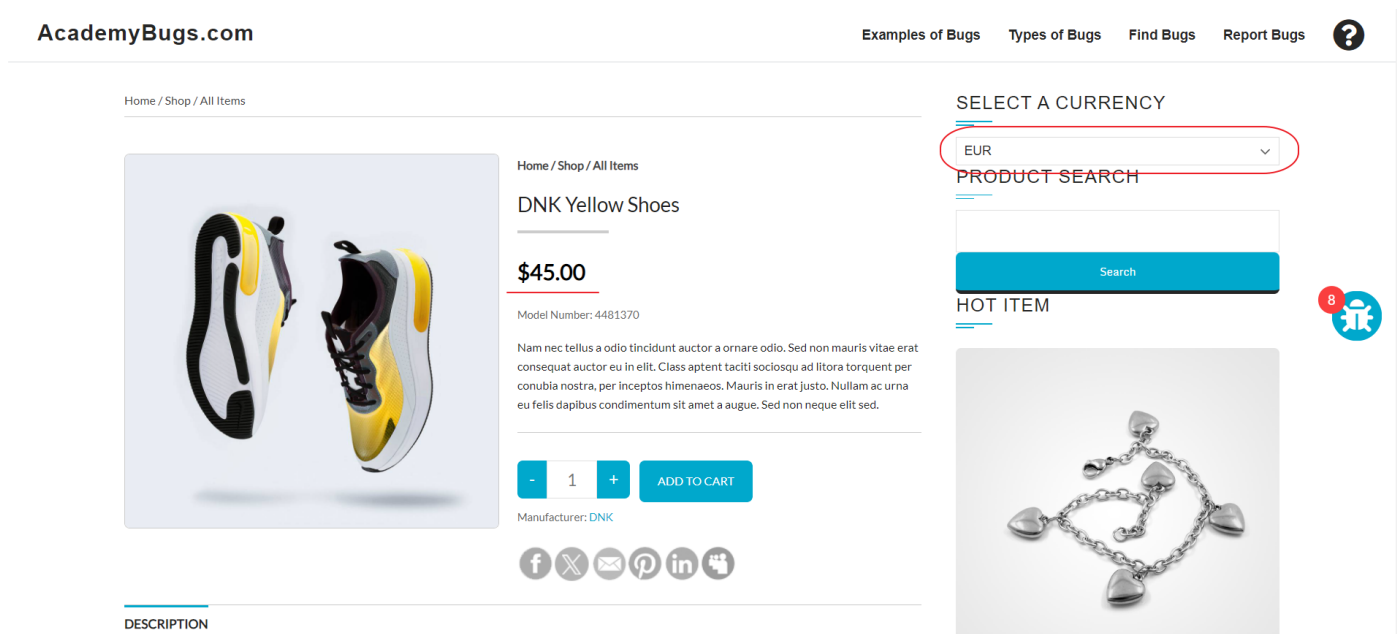 AcademyBugs.com
Examples of Bugs
Types of Bugs
Find Bugs
Report Bugs
?
Home / Shop / All Items
Home / Shop / All Items
DNK Yellow Shoes
$45.00
Model Number: 4481370
Nam nec tellus a odio tincidunt auctor a ornare odio. Sed non mauris vitae erat
consequat auctor eu in elit. Class aptent taciti sociosqu ad litora torquent per
conubia nostra, per inceptos himenaeos. Mauris in erat justo. Nullam ac urna
eu felis dapibus condimentum sit amet a augue. Sed non neque elit sed.
- 1 +
ADD TO CART
Manufacturer: DNK
DESCRIPTION
SELECT A CURRENCY
EUR
PRODUCT SEARCH
Search
HOT ITEM
8